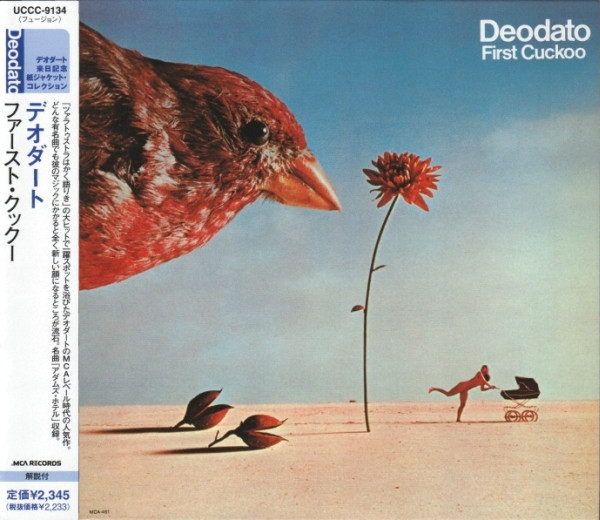 UCCC-9134
(フュージョン)
Deodato
デオダート
来日記念
紙ジャケット・
コレクション
デオダート
ファースト・クックー
「ツァラトゥストラはかく語りき」の大ヒットで一躍スポットを浴びたデオダートのMCAレーベル時代の人気作。
どんな有名曲でも彼のマジックにかかると全く新しい顔になるところが流石。名曲「アダムズ・ホテル」収録。
MCA RECORDS
解説付
定価¥2,345
(税抜価格¥2,233)
Deodato
First Cuckoo
MCA-491